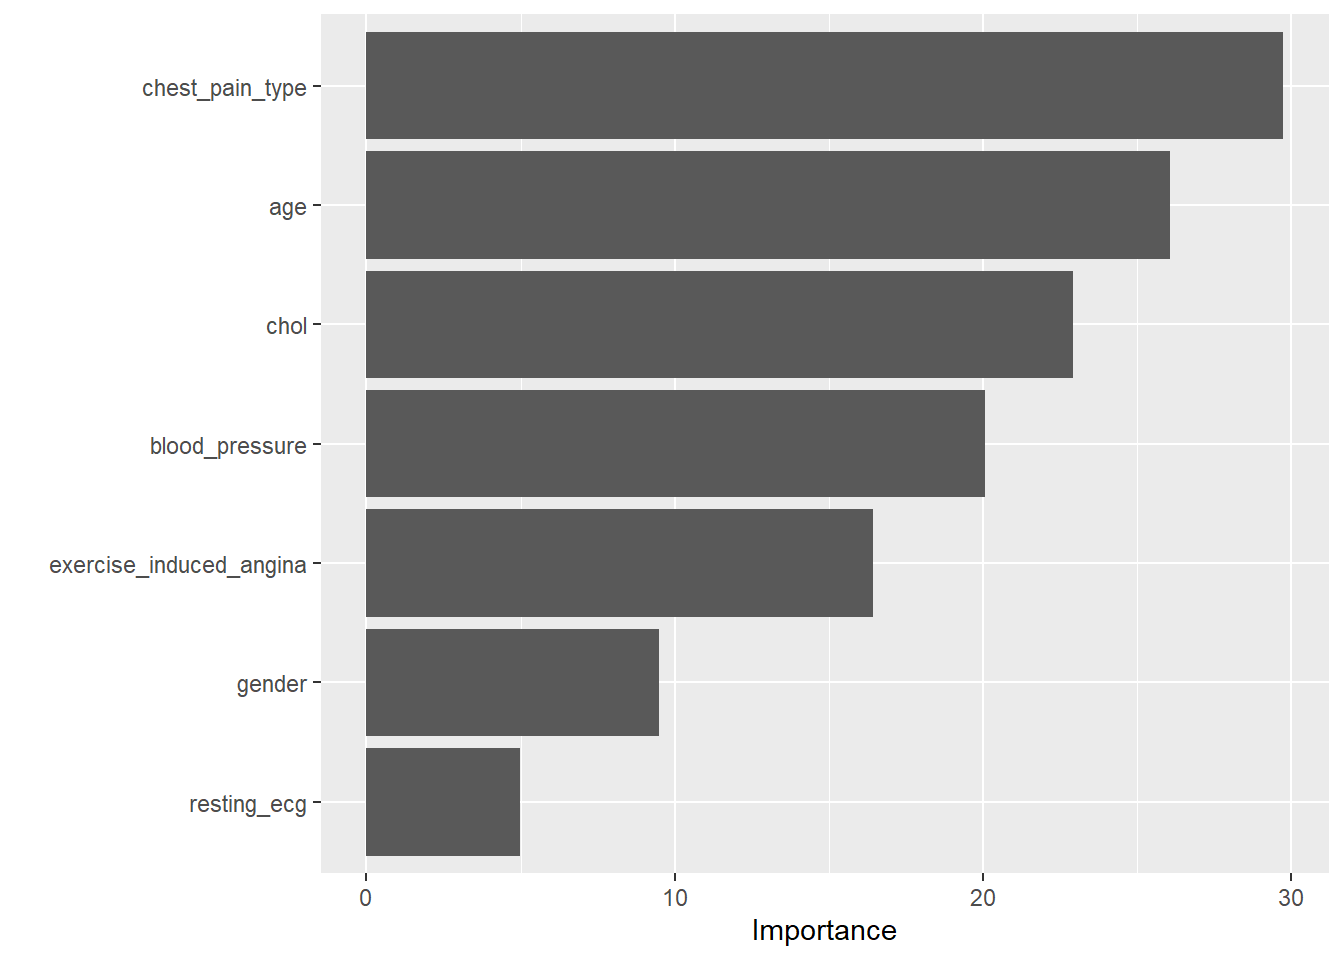 chest_pain_type
age
chol
blood_pressure
exercise_induced_angina
gender
resting_ecg
0 10 20 30
Importance